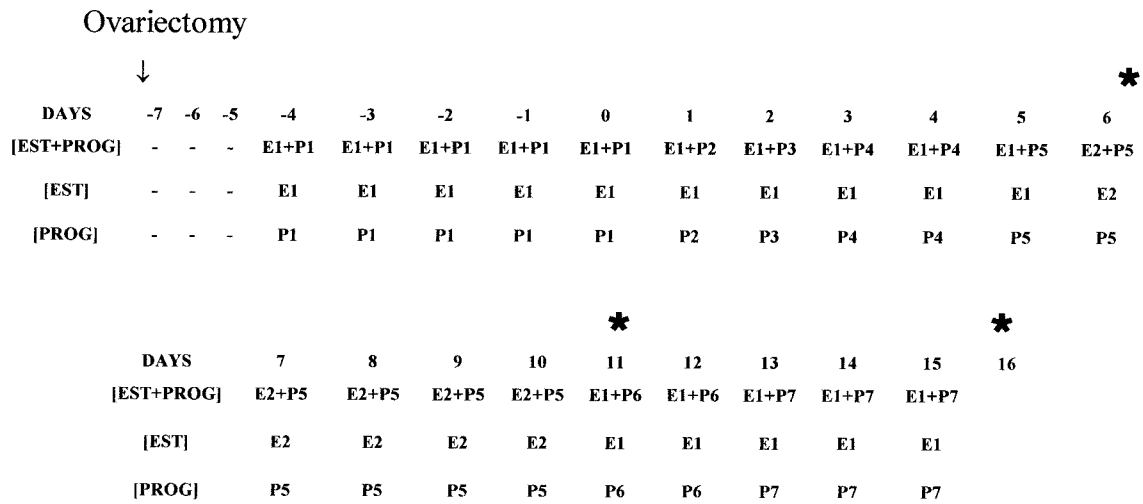 Ovariectomy
↓
*
DAYS -7 -6 -5 -4 -3 -2 -1 0 1 2 3 4 5 6
[EST+PROG] - - - E1+P1 E1+P1 E1+P1 E1+P1 E1+P1 E1+P2 E1+P3 E1+P4 E1+P4 E1+P5 E2+P5
[EST] - - - E1 E1 E1 E1 E1 E1 E1 E1 E1 E1 E2
[PROG] - - - P1 P1 P1 P1 P1 P2 P3 P4 P4 P5 P5
* *
DAYS 7 8 9 10 11 12 13 14 15 16
[EST+PROG] E2+P5 E2+P5 E2+P5 E2+P5 E1+P6 E1+P6 E1+P7 E1+P7 E1+P7
[EST] E2 E2 E2 E2 E1 E1 E1 E1 E1
[PROG] P5 P5 P5 P5 P6 P6 P7 P7 P7